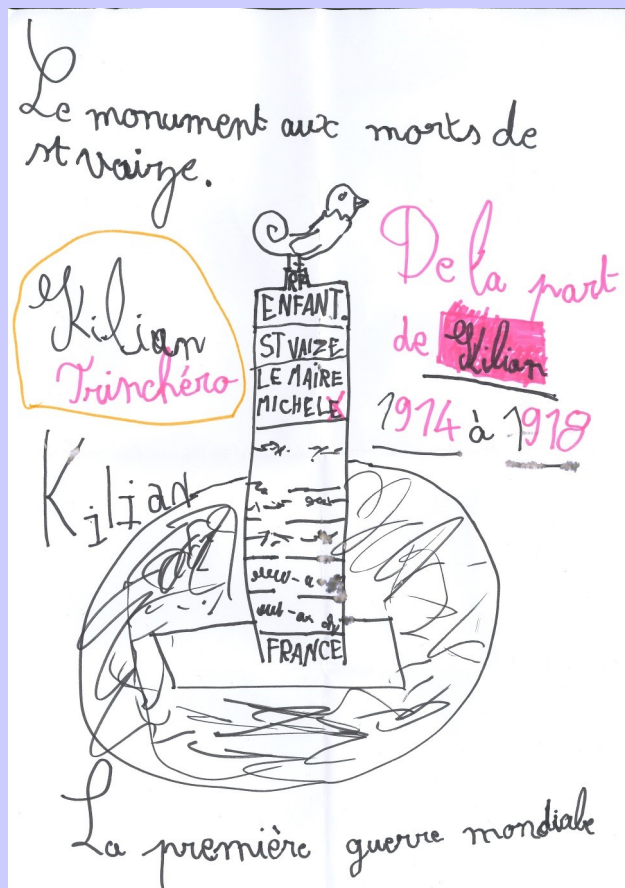 Le monument aux morts de
st vaize.
Kilian
Trinchéro
De la part
de Kilian
1914 à 1918
Kilian
ENFANT.
ST VAIZE
LE MAIRE
MICHELE
FRANCE
La première guerre mondiale